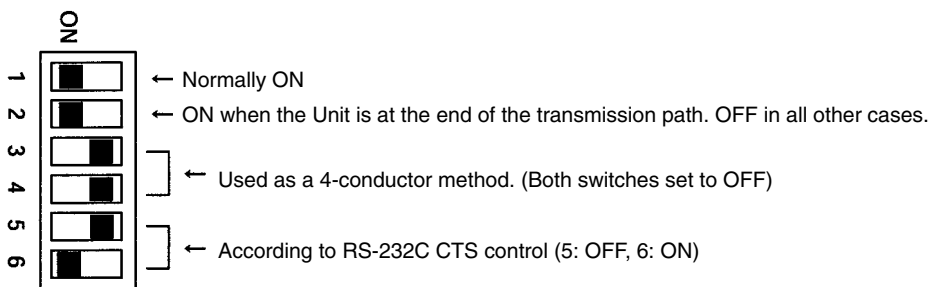 ON
1 ← Normally ON
2 ← ON when the Unit is at the end of the transmission path. OFF in all other cases.
3
← Used as a 4-conductor method. (Both switches set to OFF)
4
5
← According to RS-232C CTS control (5: OFF, 6: ON)
6